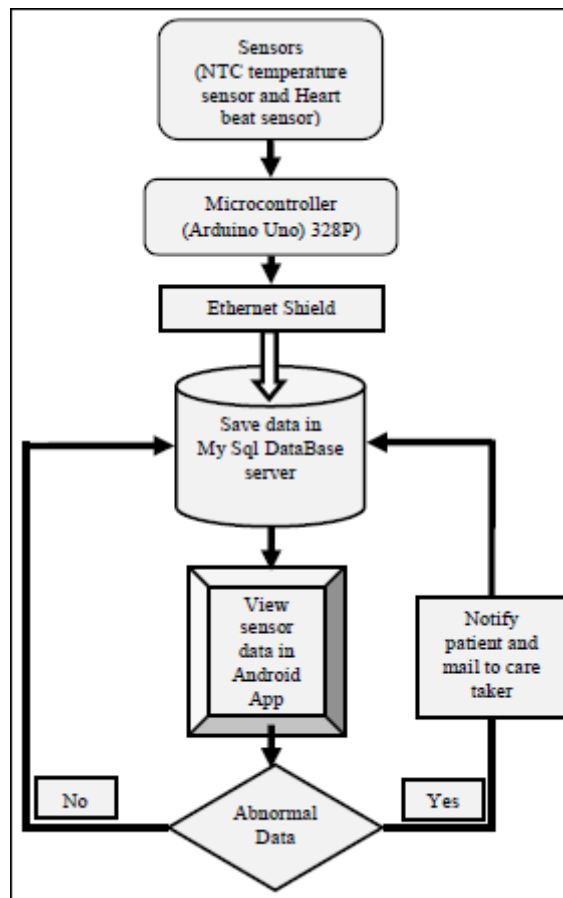 Sensors
(NTC temperature
sensor and Heart
beat sensor)
Microcontroller
(Arduino Uno) 328P)
Ethernet Shield
Save data in
My Sql DataBase
server
View
sensor
data in
Android
App
Notify
patient and
mail to care
taker
No
Yes
Abnormal
Data